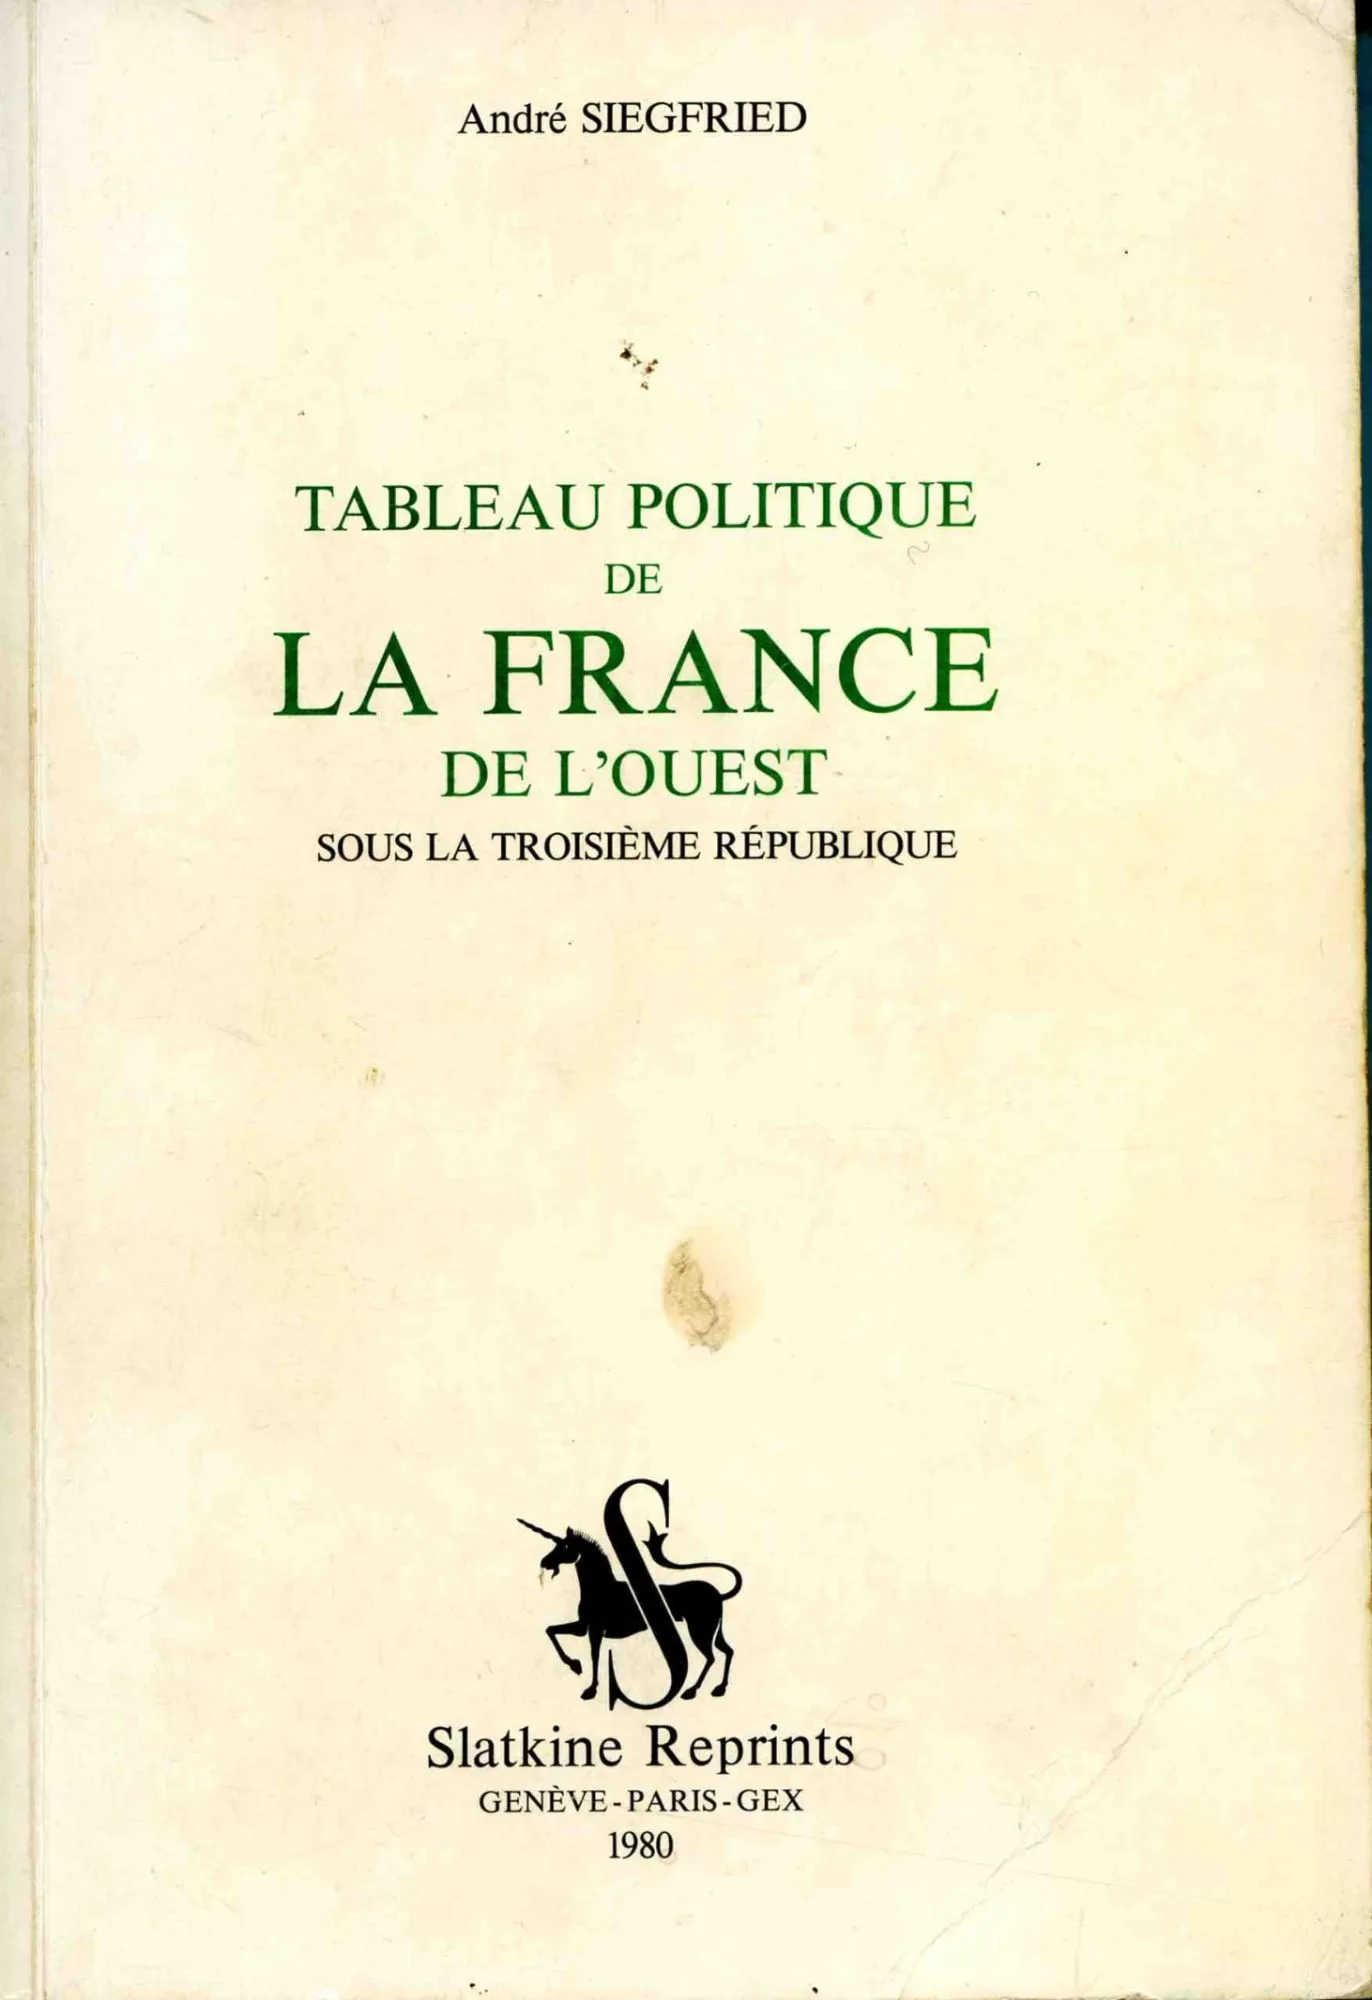 André SIEGFRIED
TABLEAU POLITIQUE
DE
LA FRANCE
DE L'OUEST
SOUS LA TROISIÈME RÉPUBLIQUE
S
Slatkine Reprints
GENÈVE-PARIS-GEX
1980